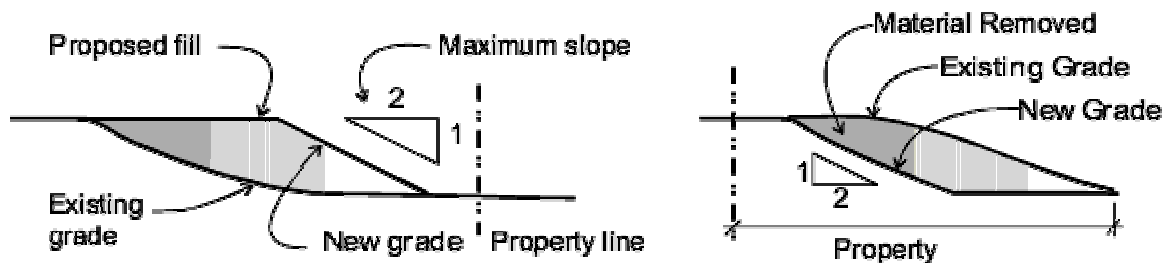 Proposed fill
Maximum slope
2
1
Existing
grade
New grade
Property line
Material Removed
Existing Grade
New Grade
1
2
Property